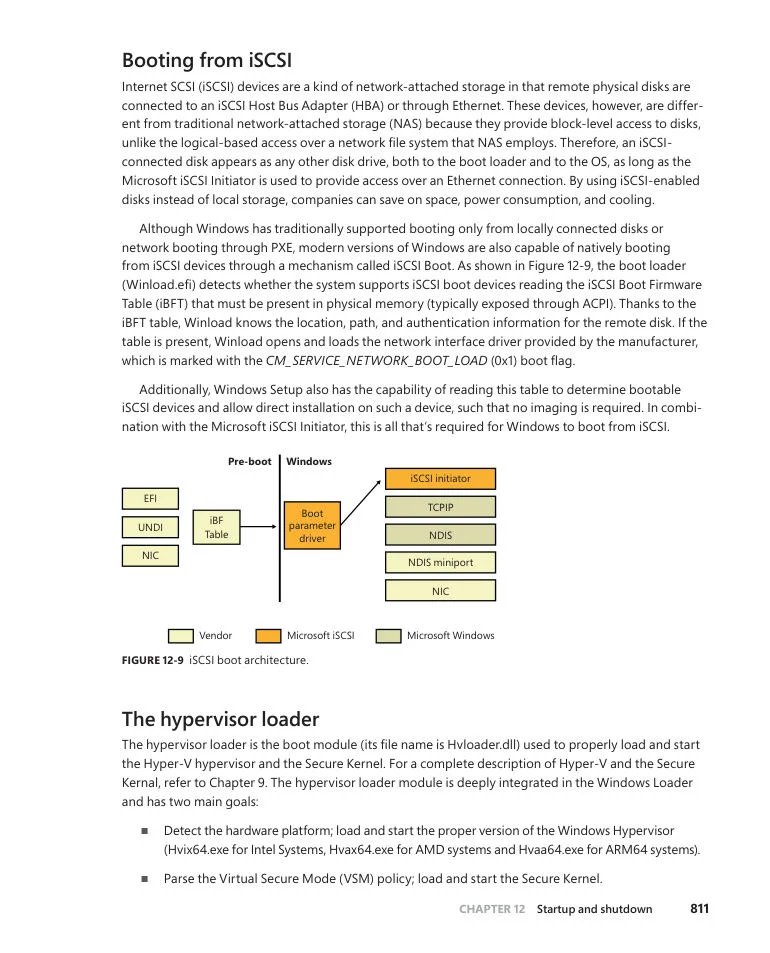 Booting from iSCSI
Internet SCSI (iSCSI) devices are a kind of network-attached storage in that remote physical disks are
connected to an iSCSI Host Bus Adapter (HBA) or through Ethernet. These devices, however, are differ-
ent from traditional network-attached storage (NAS) because they provide block-level access to disks,
unlike the logical-based access over a network file system that NAS employs. Therefore, an iSCSI-
connected disk appears as any other disk drive, both to the boot loader and to the OS, as long as the
Microsoft iSCSI Initiator is used to provide access over an Ethernet connection. By using iSCSI-enabled
disks instead of local storage, companies can save on space, power consumption, and cooling.
Although Windows has traditionally supported booting only from locally connected disks or
network booting through PXE, modern versions of Windows are also capable of natively booting
from iSCSI devices through a mechanism called iSCSI Boot. As shown in Figure 12-9, the boot loader
(Winload.efi) detects whether the system supports iSCSI boot devices reading the iSCSI Boot Firmware
Table (iBFT) that must be present in physical memory (typically exposed through ACPI). Thanks to the
iBFT table, Winload knows the location, path, and authentication information for the remote disk. If the
table is present, Winload opens and loads the network interface driver provided by the manufacturer,
which is marked with the CM_SERVICE_NETWORK_BOOT_LOAD (0x1) boot flag.
Additionally, Windows Setup also has the capability of reading this table to determine bootable
iSCSI devices and allow direct installation on such a device, such that no imaging is required. In combi-
nation with the Microsoft iSCSI Initiator, this is all that's required for Windows to boot from iSCSI.
Pre-boot
Windows
EFI
UNDI
NIC
iBF
Table
Boot
parameter
driver
iSCSI initiator
TCPIP
NDIS
NDIS miniport
NIC
Vendor
Microsoft iSCSI
Microsoft Windows
FIGURE 12-9 iSCSI boot architecture.
The hypervisor loader
The hypervisor loader is the boot module (its file name is Hvloader.dll) used to properly load and start
the Hyper-V hypervisor and the Secure Kernel. For a complete description of Hyper-V and the Secure
Kernal, refer to Chapter 9. The hypervisor loader module is deeply integrated in the Windows Loader
and has two main goals:
■ Detect the hardware platform; load and start the proper version of the Windows Hypervisor
(Hvix64.exe for Intel Systems, Hvax64.exe for AMD systems and Hvaa64.exe for ARM64 systems).
■ Parse the Virtual Secure Mode (VSM) policy; load and start the Secure Kernel.
CHAPTER 12 Startup and shutdown 811